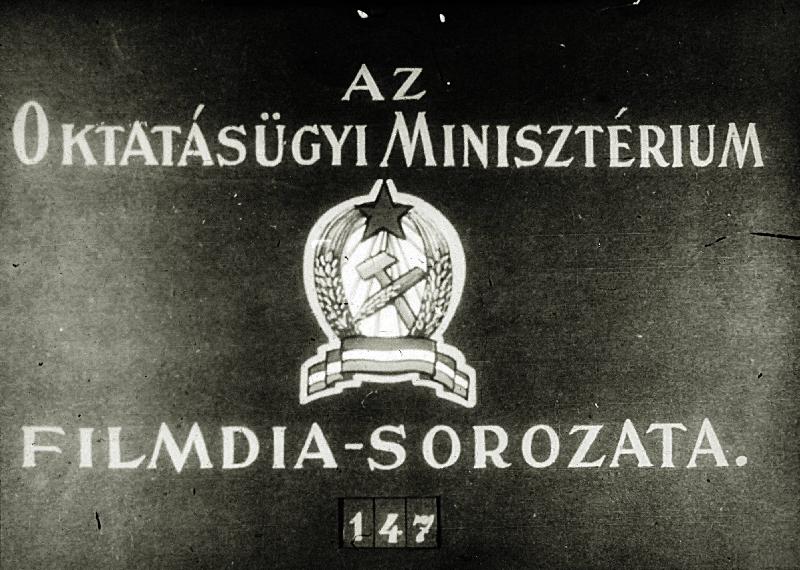 AZ
OKTATÁSÜGYI MINISZTÉRIUM
FILMDIA-SOROZATA.
147